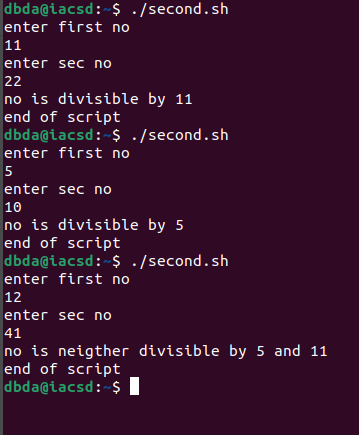 dbda@iacsd:~$ ./second.sh
enter first no
11
enter sec no
22
no is divisible by 11
end of script
dbda@iacsd:~$ ./second.sh
enter first no
5
enter sec no
10
no is divisible by 5
end of script
dbda@iacsd:~$ ./second.sh
enter first no
12
enter sec no
41
no is neigther divisible by 5 and 11
end of script
dbda@iacsd:~$